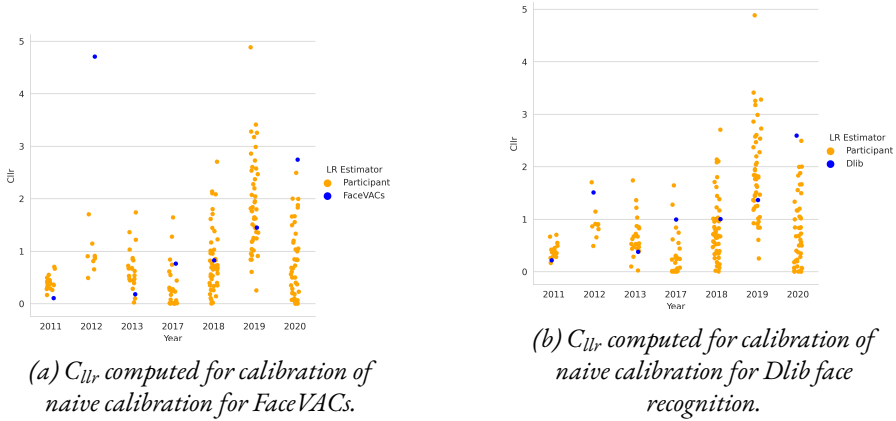 5
4
3
2
1
0
Cllr
2011 2012 2013 2017 2018 2019 2020
Year
LR Estimator
Participant
FaceVACs
(a) Cllr computed for calibration of
naive calibration for FaceVACs.
5
4
3
2
1
0
Cllr
2011 2012 2013 2017 2018 2019 2020
Year
LR Estimator
Participant
Dlib
(b) Cllr computed for calibration of
naive calibration for Dlib face
recognition.